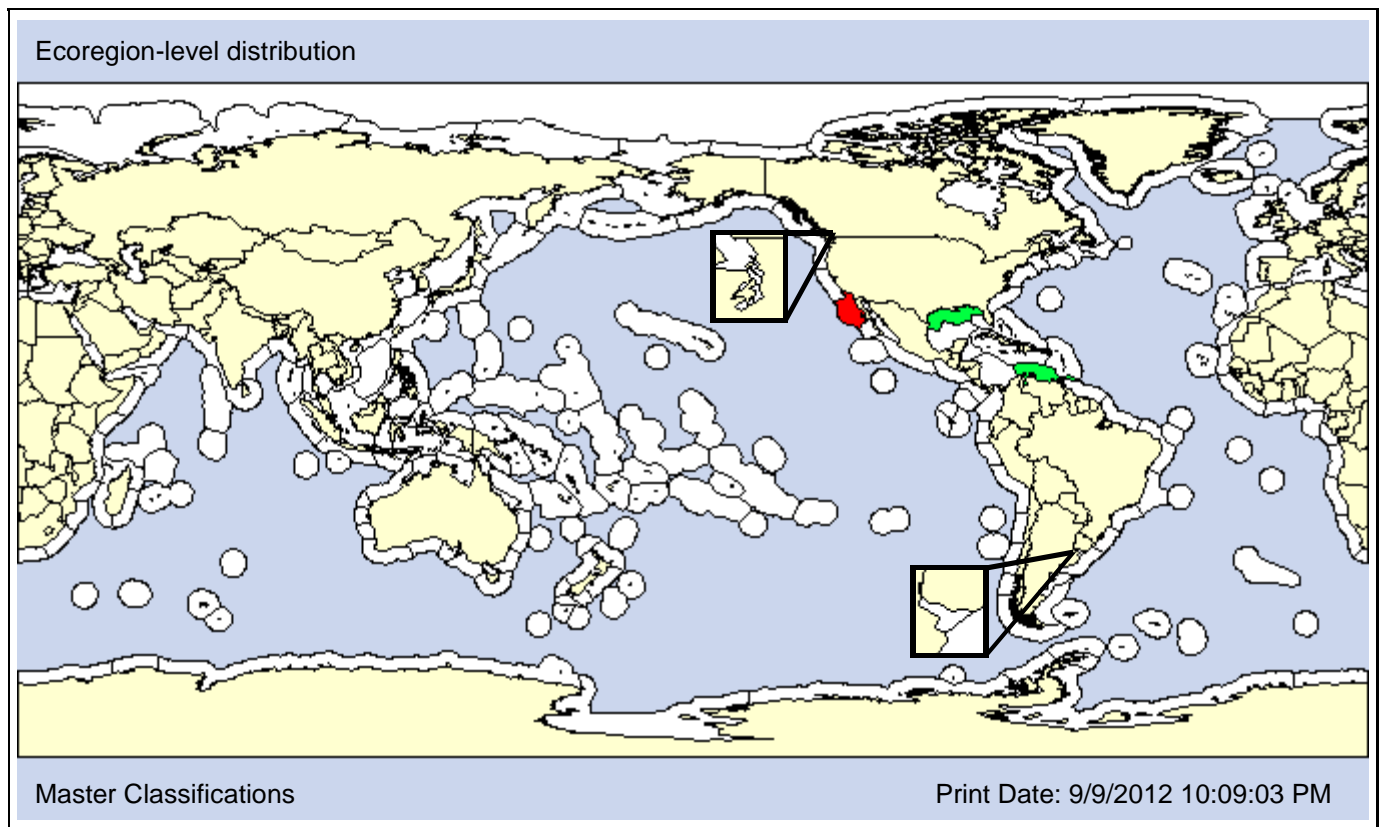 Ecoregion-level distribution
Master Classifications
Print Date: 9/9/2012 10:09:03 PM